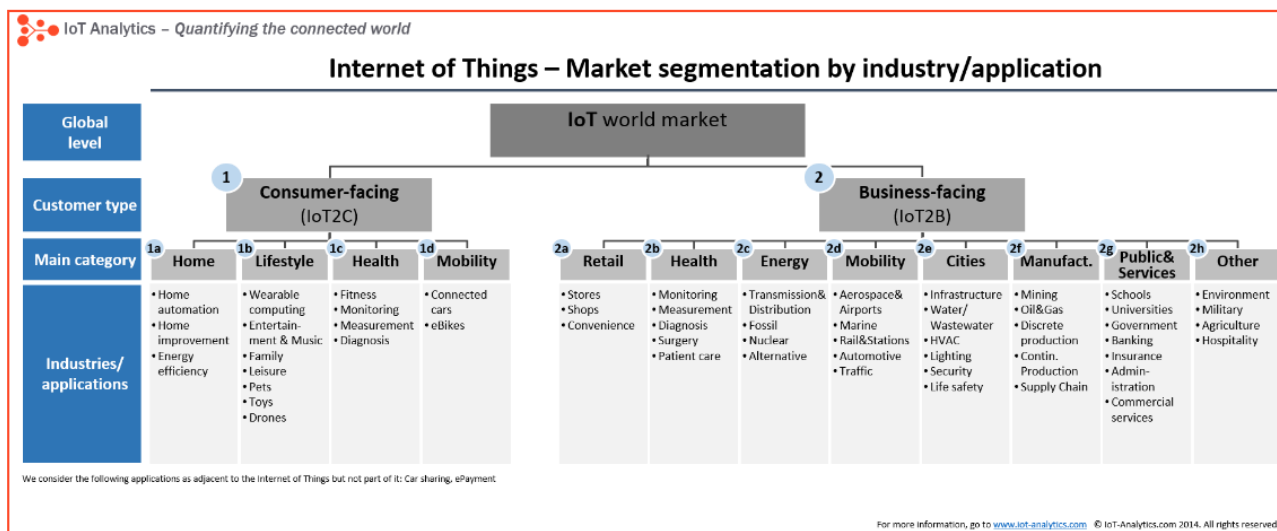 IoT Analytics – Quantifying the connected world
Internet of Things – Market segmentation by industry/application
Global
level
IoT world market
Customer type
1
Consumer-facing
(IoT2C)
2
Business-facing
(IoT2B)
Main category
1a
Home
1b
Lifestyle
1c
Health
1d
Mobility
2a
Retail
2b
Health
2c
Energy
2d
Mobility
2e
Cities
2f
Manufact.
2g
Public&
Services
2h
Other
Industries/
applications
• Home
automation
• Home
improvement
• Energy
efficiency
• Wearable
computing
• Entertain-
ment & Music
• Family
• Leisure
• Pets
• Toys
• Drones
• Fitness
• Monitoring
• Measurement
• Diagnosis
• Connected
cars
• eBikes
• Stores
• Shops
• Convenience
• Monitoring
• Measurement
• Diagnosis
• Surgery
• Patient care
• Transmission&
Distribution
• Fossil
• Nuclear
• Alternative
• Aerospace&
Airports
• Marine
• Rail&Stations
• Automotive
• Traffic
• Infrastructure
• Water/
Wastewater
• HVAC
• Lighting
• Security
• Life safety
• Mining
• Oil&Gas
• Discrete
production
• Contin.
Production
• Supply Chain
• Schools
• Universities
• Government
• Banking
• Insurance
• Admin-
istration
• Commercial
services
• Environment
• Military
• Agriculture
• Hospitality
We consider the following applications as adjacent to the Internet of Things but not part of it: Car sharing, ePayment
For more information, go to www.iot-analytics.com © IoT-Analytics.com 2014. All rights reserved